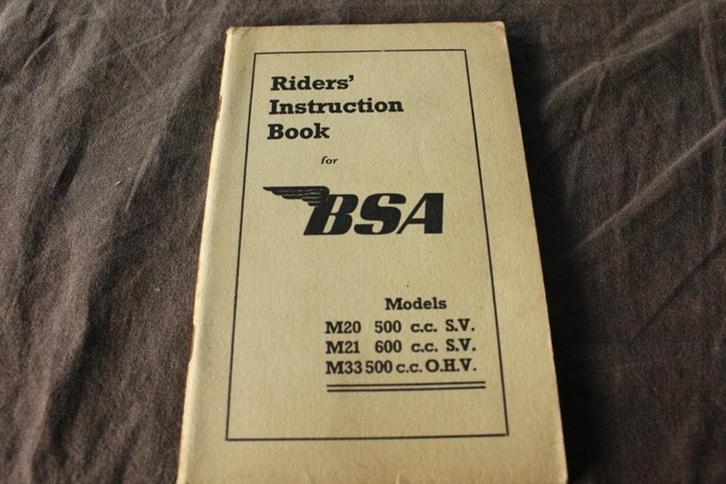 Riders'
Instruction
Book
for
BSA
Models
M20 500 c.c. S.V.
M21 600 c.c. S.V.
M33 500 c.c. O.H.V.